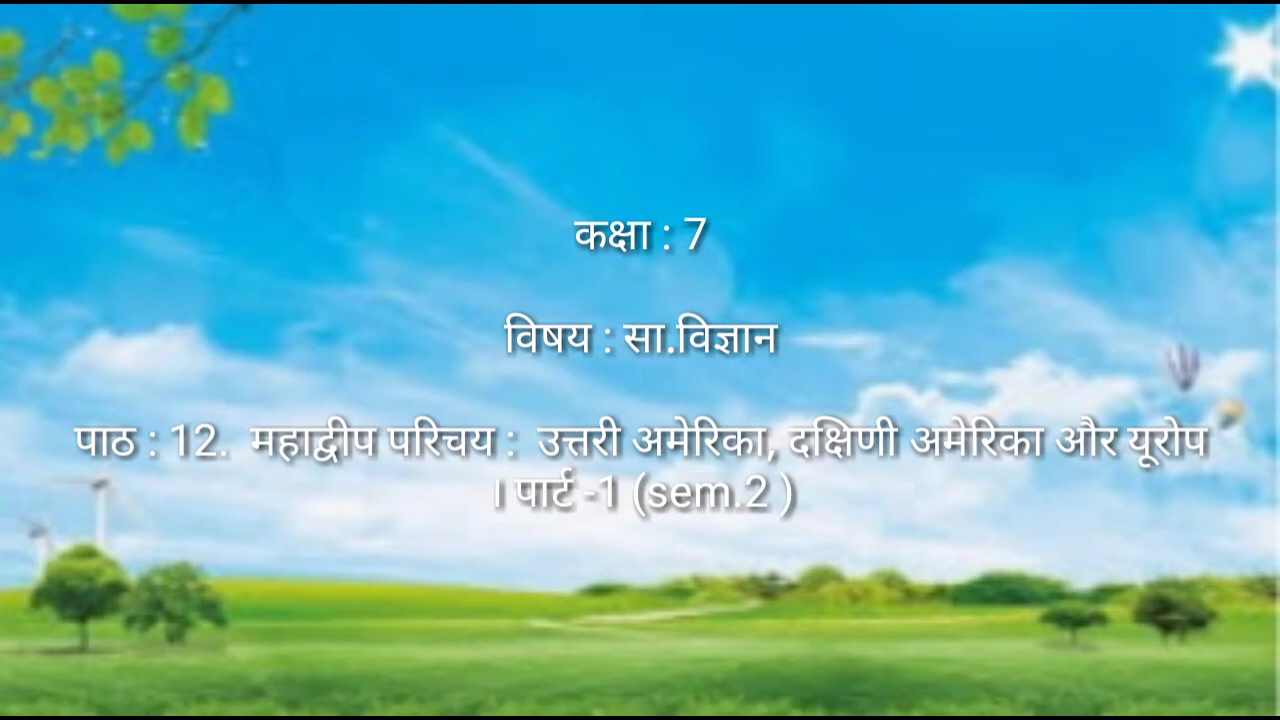 कक्षा : 7
विषय : सा.विज्ञान
पाठ : 12. महाद्वीप परिचय : उत्तरी अमेरिका, दक्षिणी अमेरिका और यूरोप
। पार्ट -1 (sem.2 )